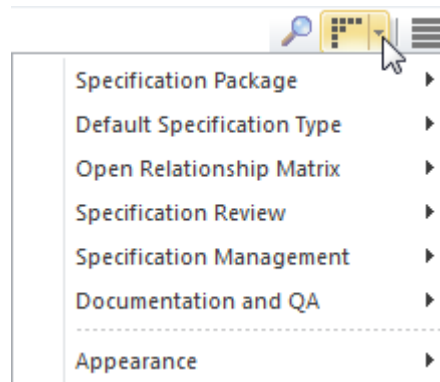 Specification Package
Default Specification Type
Open Relationship Matrix
Specification Review
Specification Management
Documentation and QA
Appearance